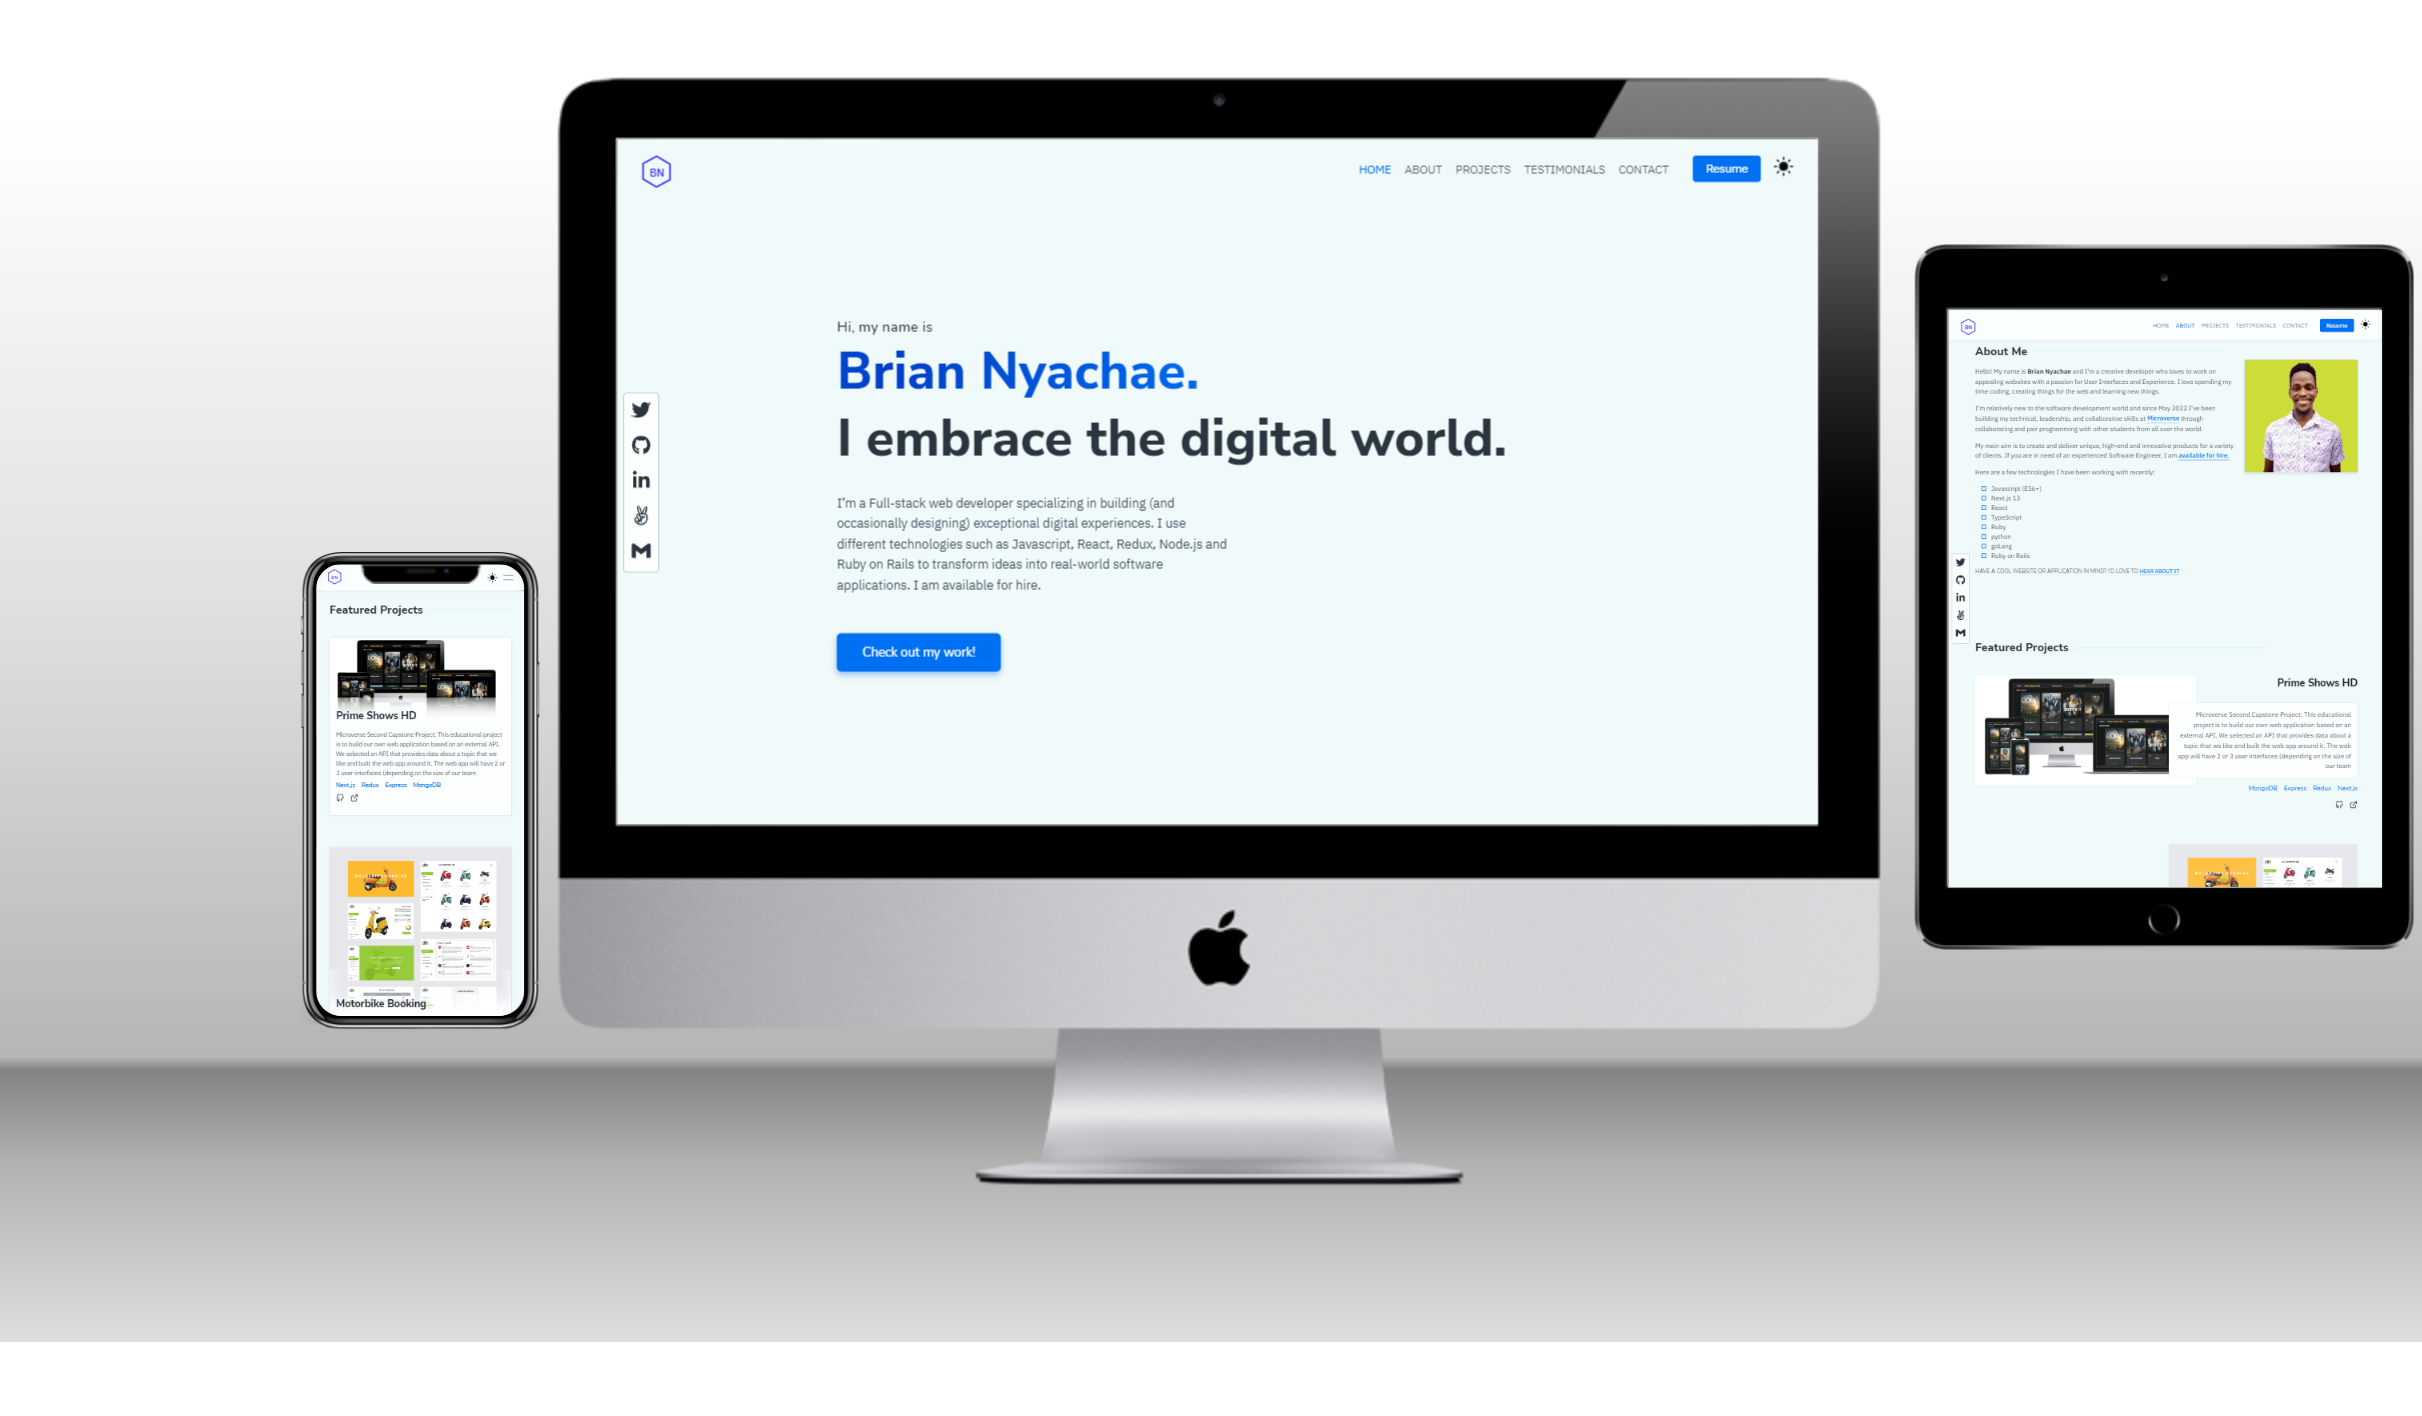 BN
HOME ABOUT PROJECTS TESTIMONIALS CONTACT Resume
Hi, my name is
Brian Nyachae.
I embrace the digital world.
I'm a Full-stack web developer specializing in building (and
occasionally designing) exceptional digital experiences. I use
different technologies such as Javascript, React, Redux, Node.js and
Ruby on Rails to transform ideas into real-world software
applications. I am available for hire.
Check out my work!
BN
Featured Projects
Prime Shows HD
Microverse Second Capstone Project: This educational project
is to build our own web application based on an external API.
We selected an API that provides data about a topic that we
like and built the web app around it. The web app will have 2 or
3 user interfaces (depending on the size of our team
Next.js Redux Express MongoDB
Motorbike Booking
BN
HOME ABOUT PROJECTS TESTIMONIALS CONTACT Resume
About Me
Hello! My name is Brian Nyachae and I'm a creative developer who loves to work on
appealing websites with a passion for User Interfaces and Experience. I love spending my
time coding, creating things for the web and learning new things.
I'm relatively new to the software development world and since May 2022 I've been
building my technical, leadership, and collaborative skills at Microverse through
collaborating and pair programming with other students from all over the world.
My main aim is to create and deliver unique, high-end and innovative products for a variety
of clients. If you are in need of an experienced Software Engineer, I am available for hire.
Here are a few technologies I have been working with recently:
Javascript (ES6+)
Next.js 13
React
TypeScript
Ruby
python
goLang
Ruby on Rails
HAVE A COOL WEBSITE OR APPLICATION IN MIND? I'D LOVE TO HEAR ABOUT IT
Featured Projects
Prime Shows HD
Microverse Second Capstone Project: This educational
project is to build our own web application based on an
external API. We selected an API that provides data about a
topic that we like and built the web app around it. The web
app will have 2 or 3 user interfaces (depending on the size of
our team
MongoDB Express Redux Next.js